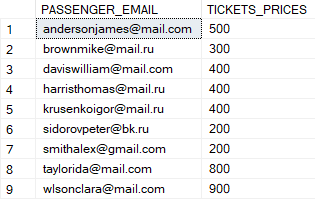 PASSENGER_EMAIL TICKETS_PRICES
1 andersonjames@mail.com 500
2 brownmike@mail.ru 300
3 daviswilliam@mail.com 400
4 harristhomas@mail.ru 400
5 krusenkoigor@mail.ru 400
6 sidorovpeter@bk.ru 200
7 smithalex@gmail.com 200
8 taylorida@mail.com 800
9 wlsonclara@mail.com 900